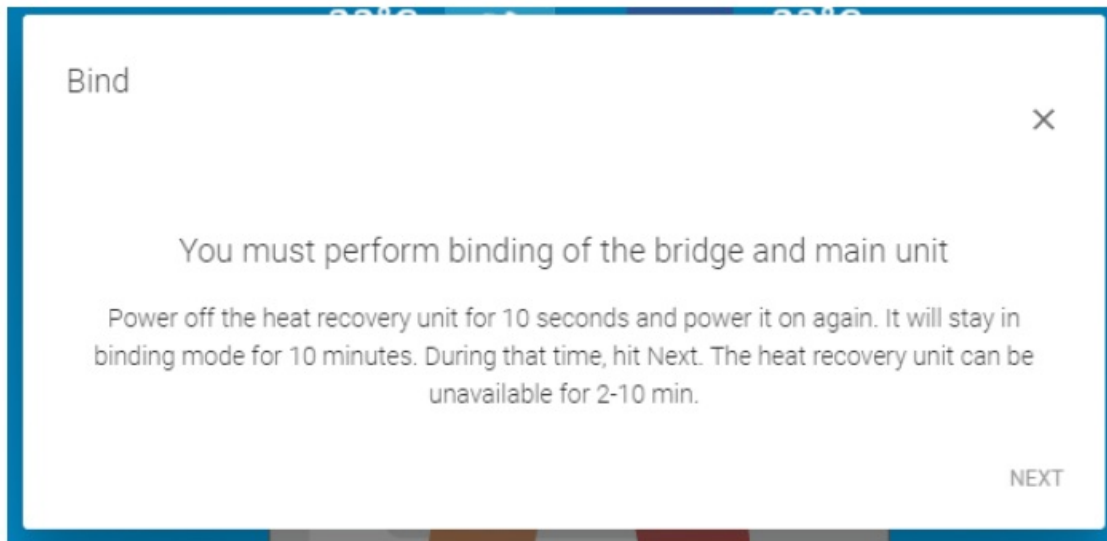 Bind
You must perform binding of the bridge and main unit
Power off the heat recovery unit for 10 seconds and power it on again. It will stay in
binding mode for 10 minutes. During that time, hit Next. The heat recovery unit can be
unavailable for 2-10 min.
NEXT